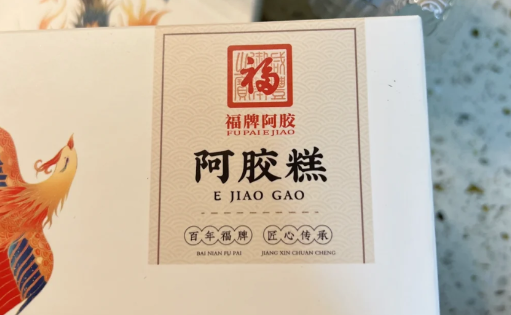 福
福牌阿胶
FU PAI E JIAO
阿胶糕
E JIAO GAO
百年福牌 匠心传承
BAI NIAN FU PAI JIANG XIN CHUAN CHENG